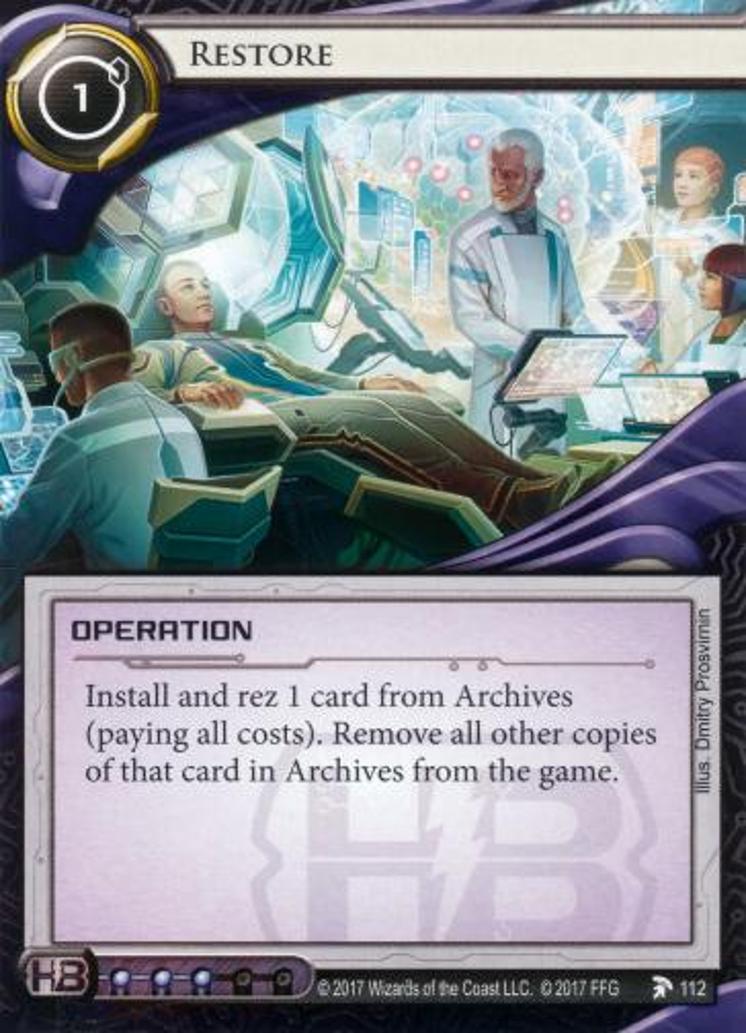 RESTORE
1
OPERATION
Install and rez 1 card from Archives
(paying all costs). Remove all other copies
of that card in Archives from the game.
Illus. Dmitry Prosvirnin
HB
HB
© 2017 Wizards of the Coast LLC. © 2017 FFG
112